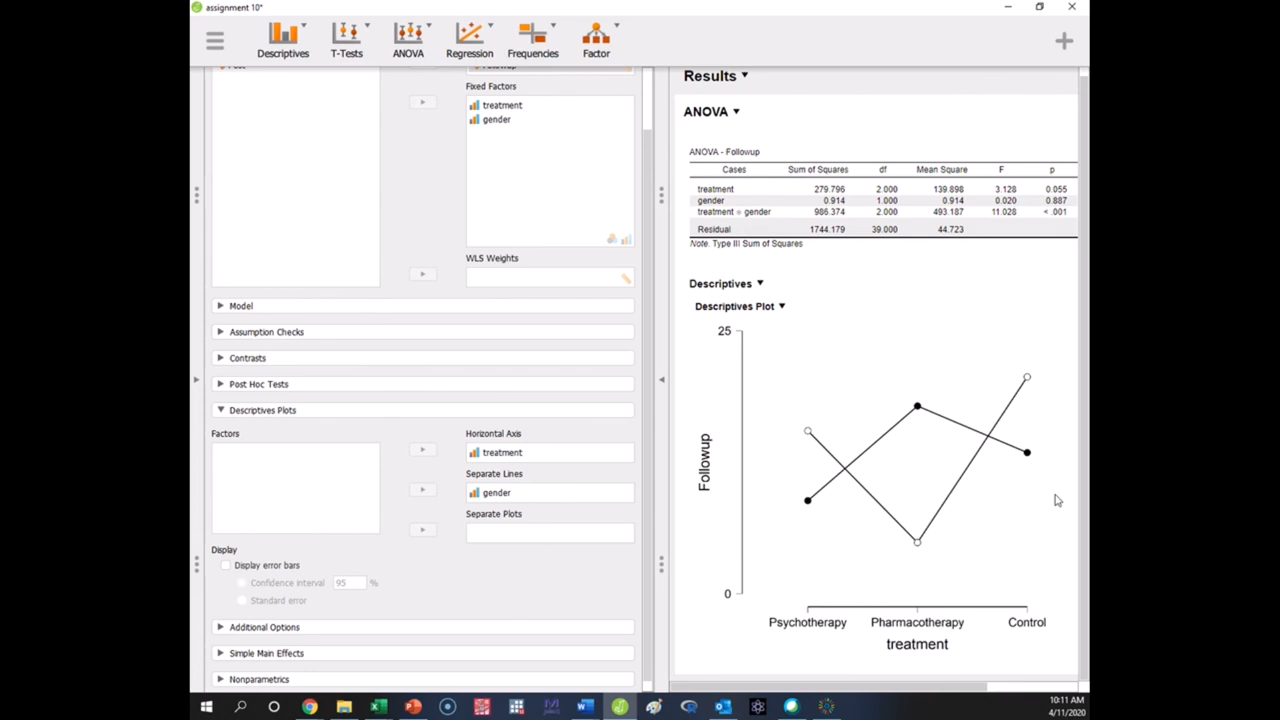 assignment 10*
Descriptives
T-Tests
ANOVA
Regression
Frequencies
Factor
Fixed Factors
treatment
gender
WLS Weights
Model
Assumption Checks
Contrasts
Post Hoc Tests
Descriptives Plots
Factors
Horizontal Axis
treatment
Separate Lines
gender
Separate Plots
Display
Display error bars
Confidence interval 95 %
Standard error
Additional Options
Simple Main Effects
Nonparametrics
Results
ANOVA
ANOVA - Followup
Cases Sum of Squares df Mean Square F p
treatment 279.796 2.000 139.898 3.128 0.055
gender 0.914 1.000 0.914 0.020 0.887
treatment * gender 986.374 2.000 493.187 11.028 < .001
Residual 1744.179 39.000 44.723
Note. Type III Sum of Squares
Descriptives
Descriptives Plot
25
Followup
0
Psychotherapy Pharmacotherapy Control
treatment
10:11 AM
4/11/2020